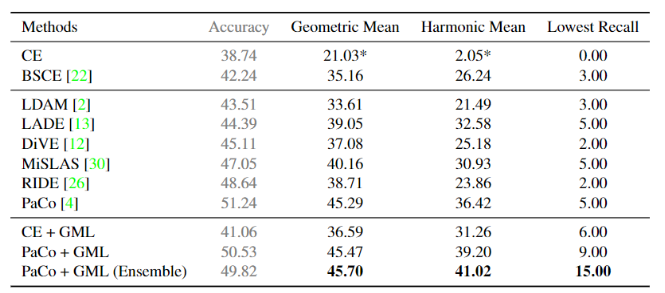 Methods Accuracy Geometric Mean Harmonic Mean Lowest Recall
CE 38.74 21.03* 2.05* 0.00
BSCE [22] 42.24 35.16 26.24 3.00
LDAM [2] 43.51 33.61 21.49 3.00
LADE [13] 44.39 39.05 32.58 5.00
DiVE [12] 45.11 37.08 25.18 2.00
MiSLAS [30] 47.05 40.16 30.93 5.00
RIDE [26] 48.64 38.71 23.86 2.00
PaCo [4] 51.24 45.29 36.42 5.00
CE + GML 41.06 36.59 31.26 6.00
PaCo + GML 50.53 45.47 39.20 9.00
PaCo + GML (Ensemble) 49.82 45.70 41.02 15.00